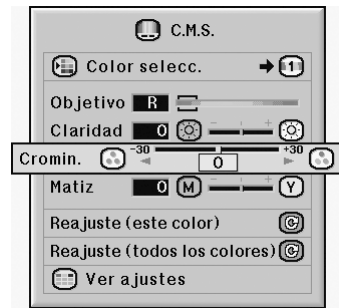 C.M.S.
Color selecc. 1
Objetivo R
Claridad 0 - +
Cromin. -30 0 +30
Matiz 0 M - + Y
Reajuste (este color)
Reajuste (todos los colores)
Ver ajustes